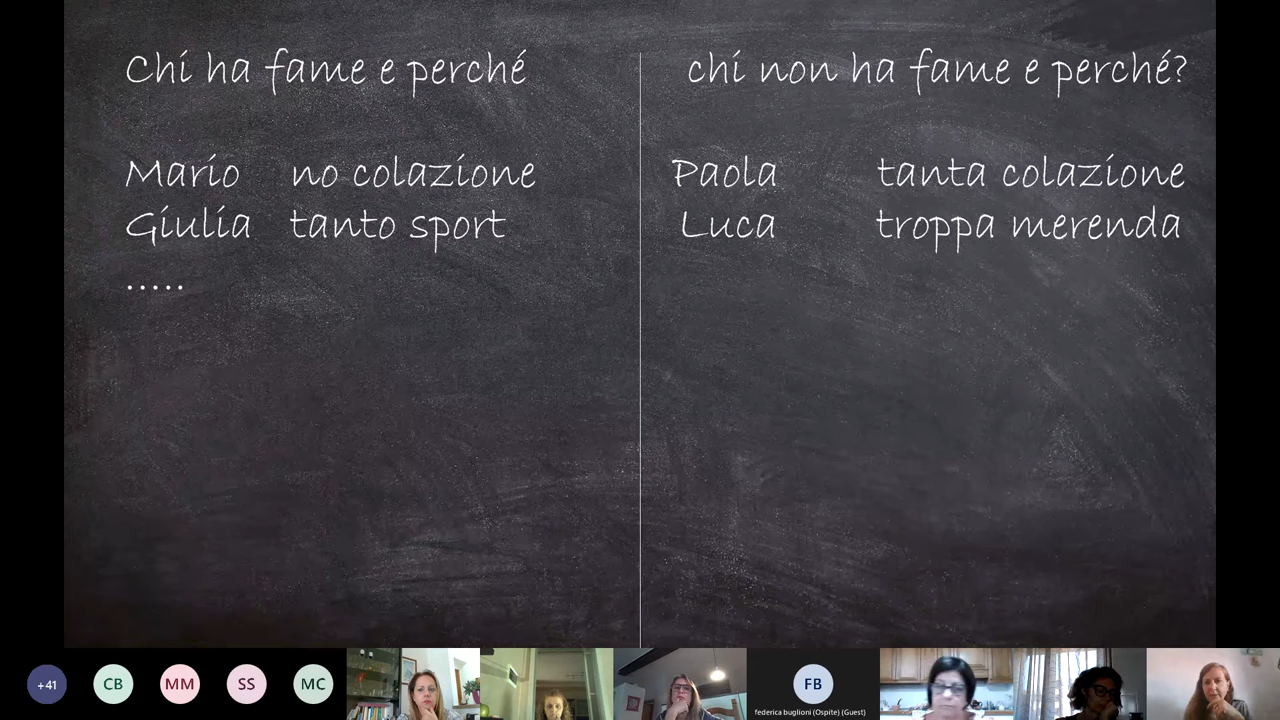 Chi ha fame e perché
chi non ha fame e perché?
Mario no colazione
Giulia tanto sport
.....
Paola tanta colazione
Luca troppa merenda
+41
CB
MM
SS
MC
FB
federica buglioni (Ospite) (Guest)